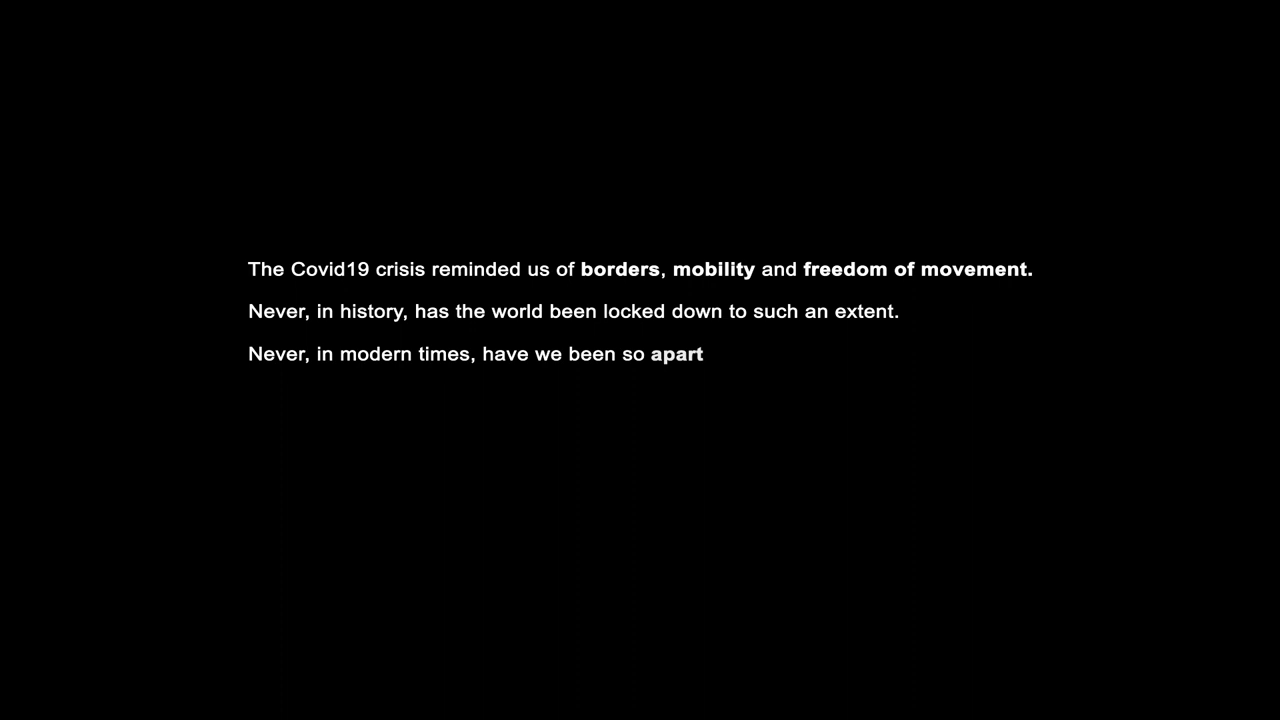 The Covid19 crisis reminded us of borders, mobility and freedom of movement.
Never, in history, has the world been locked down to such an extent.
Never, in modern times, have we been so apart